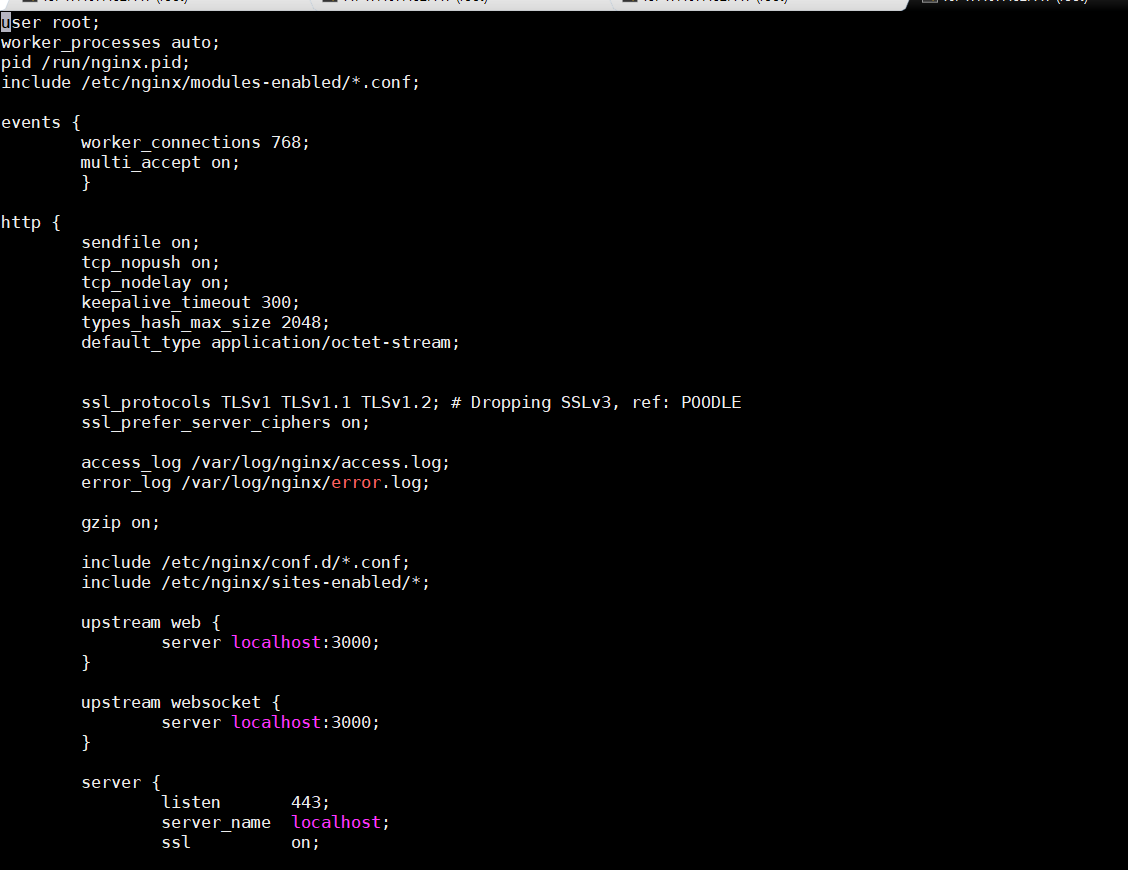 user root;
worker_processes auto;
pid /run/nginx.pid;
include /etc/nginx/modules-enabled/*.conf;
events {
worker_connections 768;
multi_accept on;
}
http {
sendfile on;
tcp_nopush on;
tcp_nodelay on;
keepalive_timeout 300;
types_hash_max_size 2048;
default_type application/octet-stream;
ssl_protocols TLSv1 TLSv1.1 TLSv1.2; # Dropping SSLv3, ref: POODLE
ssl_prefer_server_ciphers on;
access_log /var/log/nginx/access.log;
error_log /var/log/nginx/error.log;
gzip on;
include /etc/nginx/conf.d/*.conf;
include /etc/nginx/sites-enabled/*;
upstream web {
server localhost:3000;
}
upstream websocket {
server localhost:3000;
}
server {
listen 443;
server_name localhost;
ssl on;